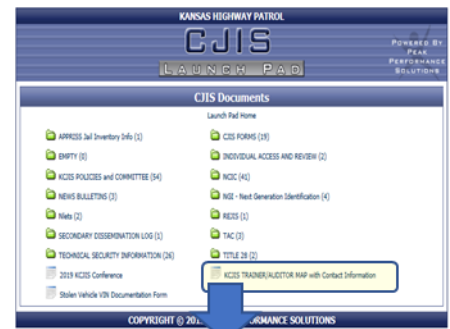 KANSAS HIGHWAY PATROL
CJIS
LAUNCH PAD
POWERED BY
PEAK
PERFORMANCE
SOLUTIONS
CJIS Documents
Launch Pad Home
APPRISS Jail Inventory Info (1)
CJIS FORMS (19)
EMPTY (0)
INDIVIDUAL ACCESS AND REVIEW (2)
KCJIS POLICIES and COMMITTEE (54)
NCIC (41)
NEWS BULLETINS (3)
NGI - Next Generation Identification (4)
Nlets (2)
REJIS (1)
SECONDARY DISSEMINATION LOG (1)
TAC (3)
TECHNICAL SECURITY INFORMATION (26)
TITLE 28 (2)
2019 KCJIS Conference
KCJIS TRAINER/AUDITOR MAP with Contact Information
Stolen Vehicle VIN Documentation Form
COPYRIGHT © SOLUTIONS